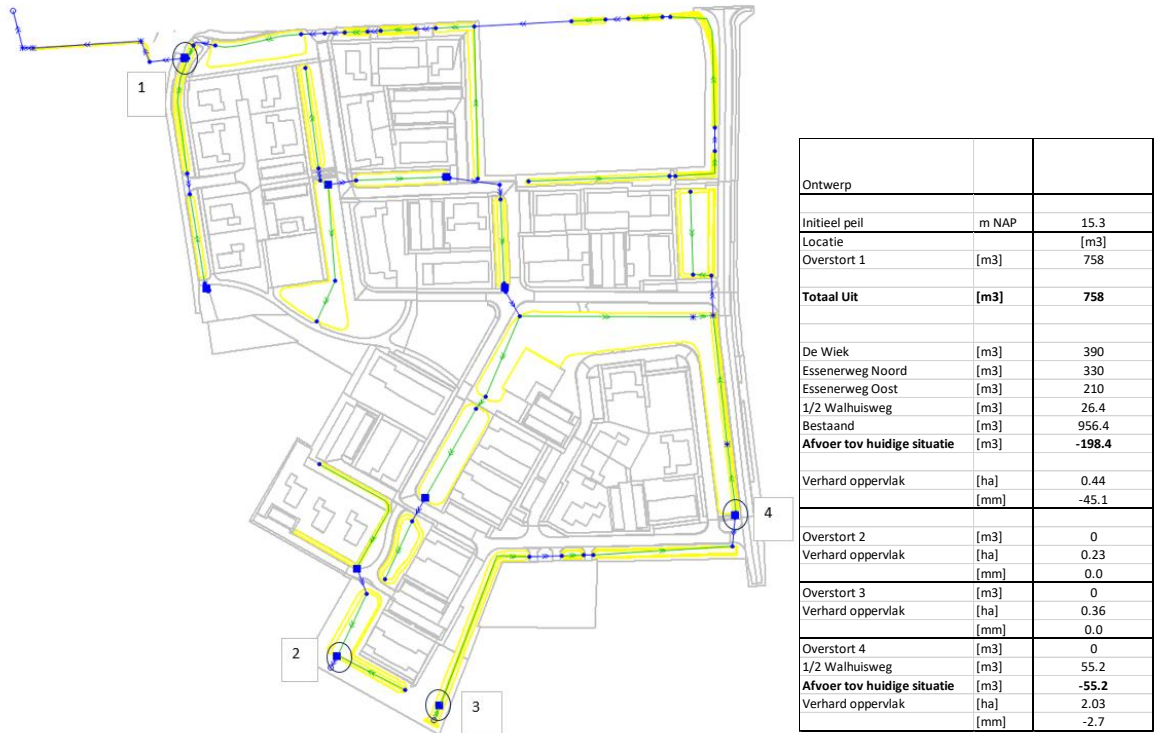 1
2
3
4
Ontwerp
Initieel peil m NAP 15.3
Locatie [m3]
Overstort 1 [m3] 758
Totaal Uit [m3] 758
De Wiek [m3] 390
Essenerweg Noord [m3] 330
Essenerweg Oost [m3] 210
1/2 Walhuisweg [m3] 26.4
Bestaand [m3] 956.4
Afvoer tov huidige situatie [m3] -198.4
Verhard oppervlak [ha] 0.44
[mm] -45.1
Overstort 2 [m3] 0
Verhard oppervlak [ha] 0.23
[mm] 0.0
Overstort 3 [m3] 0
Verhard oppervlak [ha] 0.36
[mm] 0.0
Overstort 4 [m3] 0
1/2 Walhuisweg [m3] 55.2
Afvoer tov huidige situatie [m3] -55.2
Verhard oppervlak [ha] 2.03
[mm] -2.7